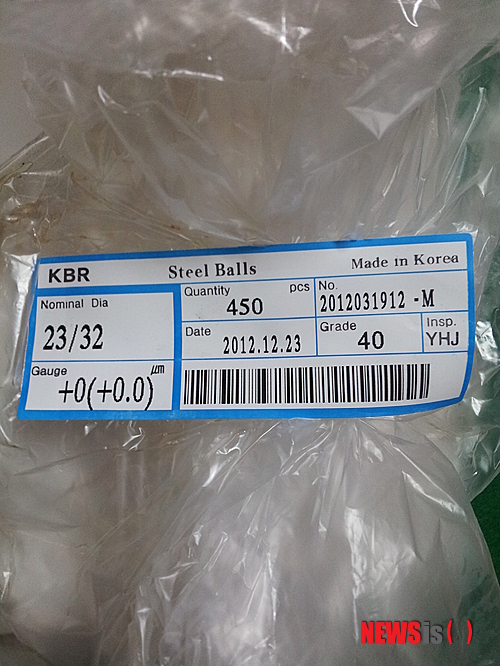 KBR Steel Balls Made in Korea
Nominal Dia
23/32
Gauge µm
+0(+0.0)
Quantity pcs
450
No.
2012031912 -M
Date
2012.12.23
Grade
40
Insp.
YHJ
NEWSis( )